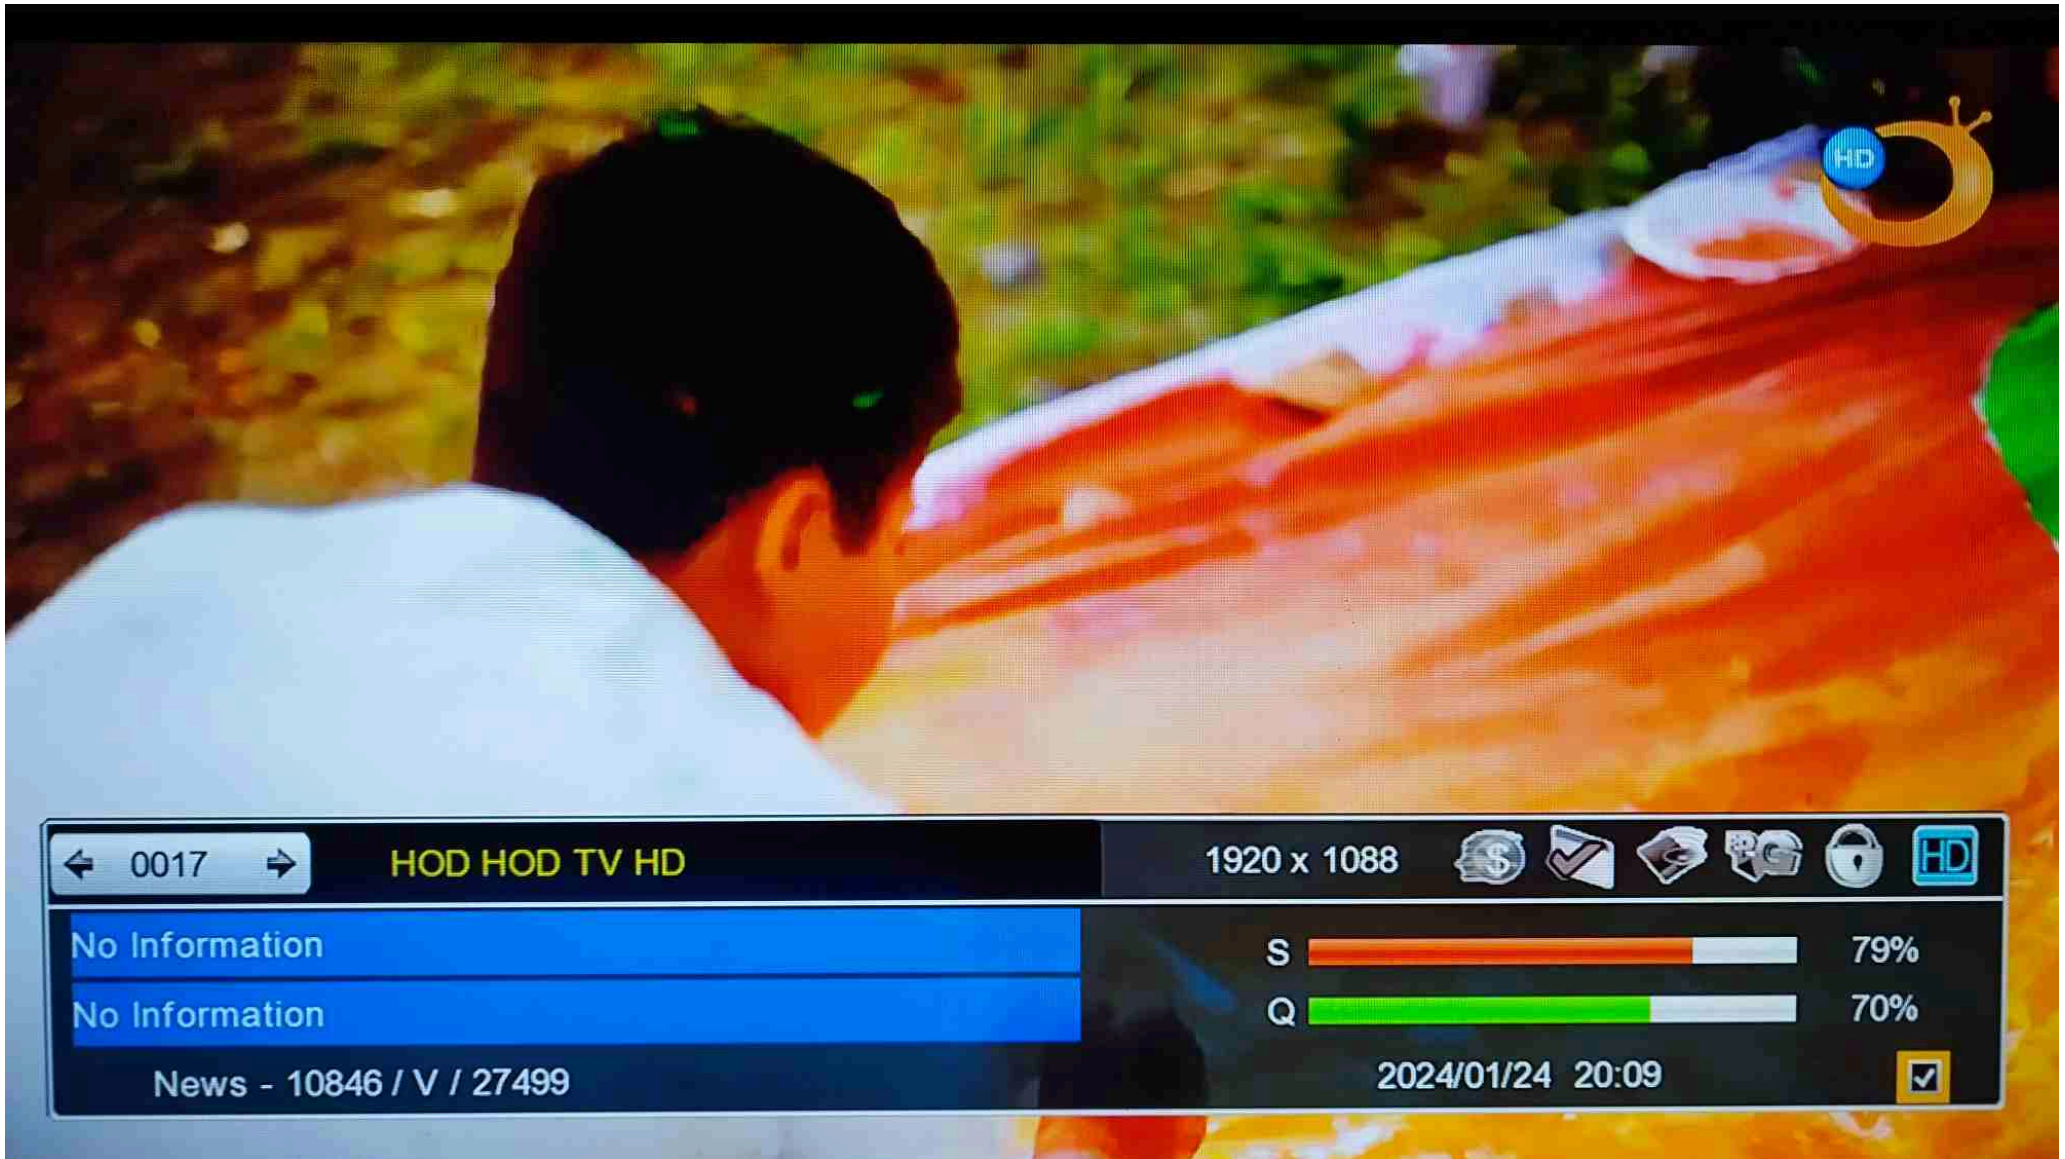 HD
0017 HOD HOD TV HD 1920 x 1088 $ HD
No Information
S 79%
No Information
Q 70%
News - 10846 / V / 27499
2024/01/24 20:09